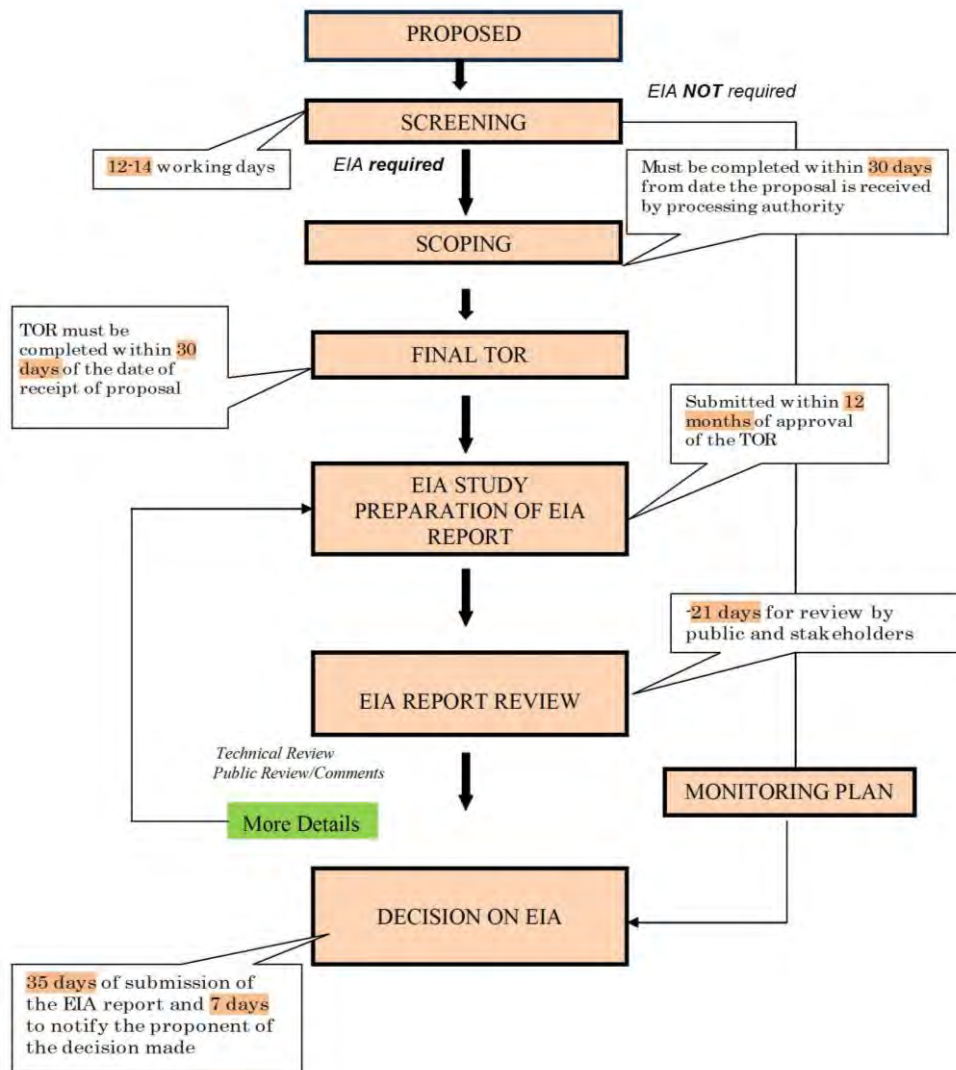 PROPOSED
EIA NOT required
SCREENING
12-14 working days
EIA required
Must be completed within 30 days
from date the proposal is received
by processing authority
SCOPING
TOR must be
completed within 30
days of the date of
receipt of proposal
FINAL TOR
Submitted within 12
months of approval
of the TOR
EIA STUDY
PREPARATION OF EIA
REPORT
-21 days for review by
public and stakeholders
EIA REPORT REVIEW
Technical Review
Public Review/Comments
More Details
MONITORING PLAN
DECISION ON EIA
35 days of submission of
the EIA report and 7 days
to notify the proponent of
the decision made